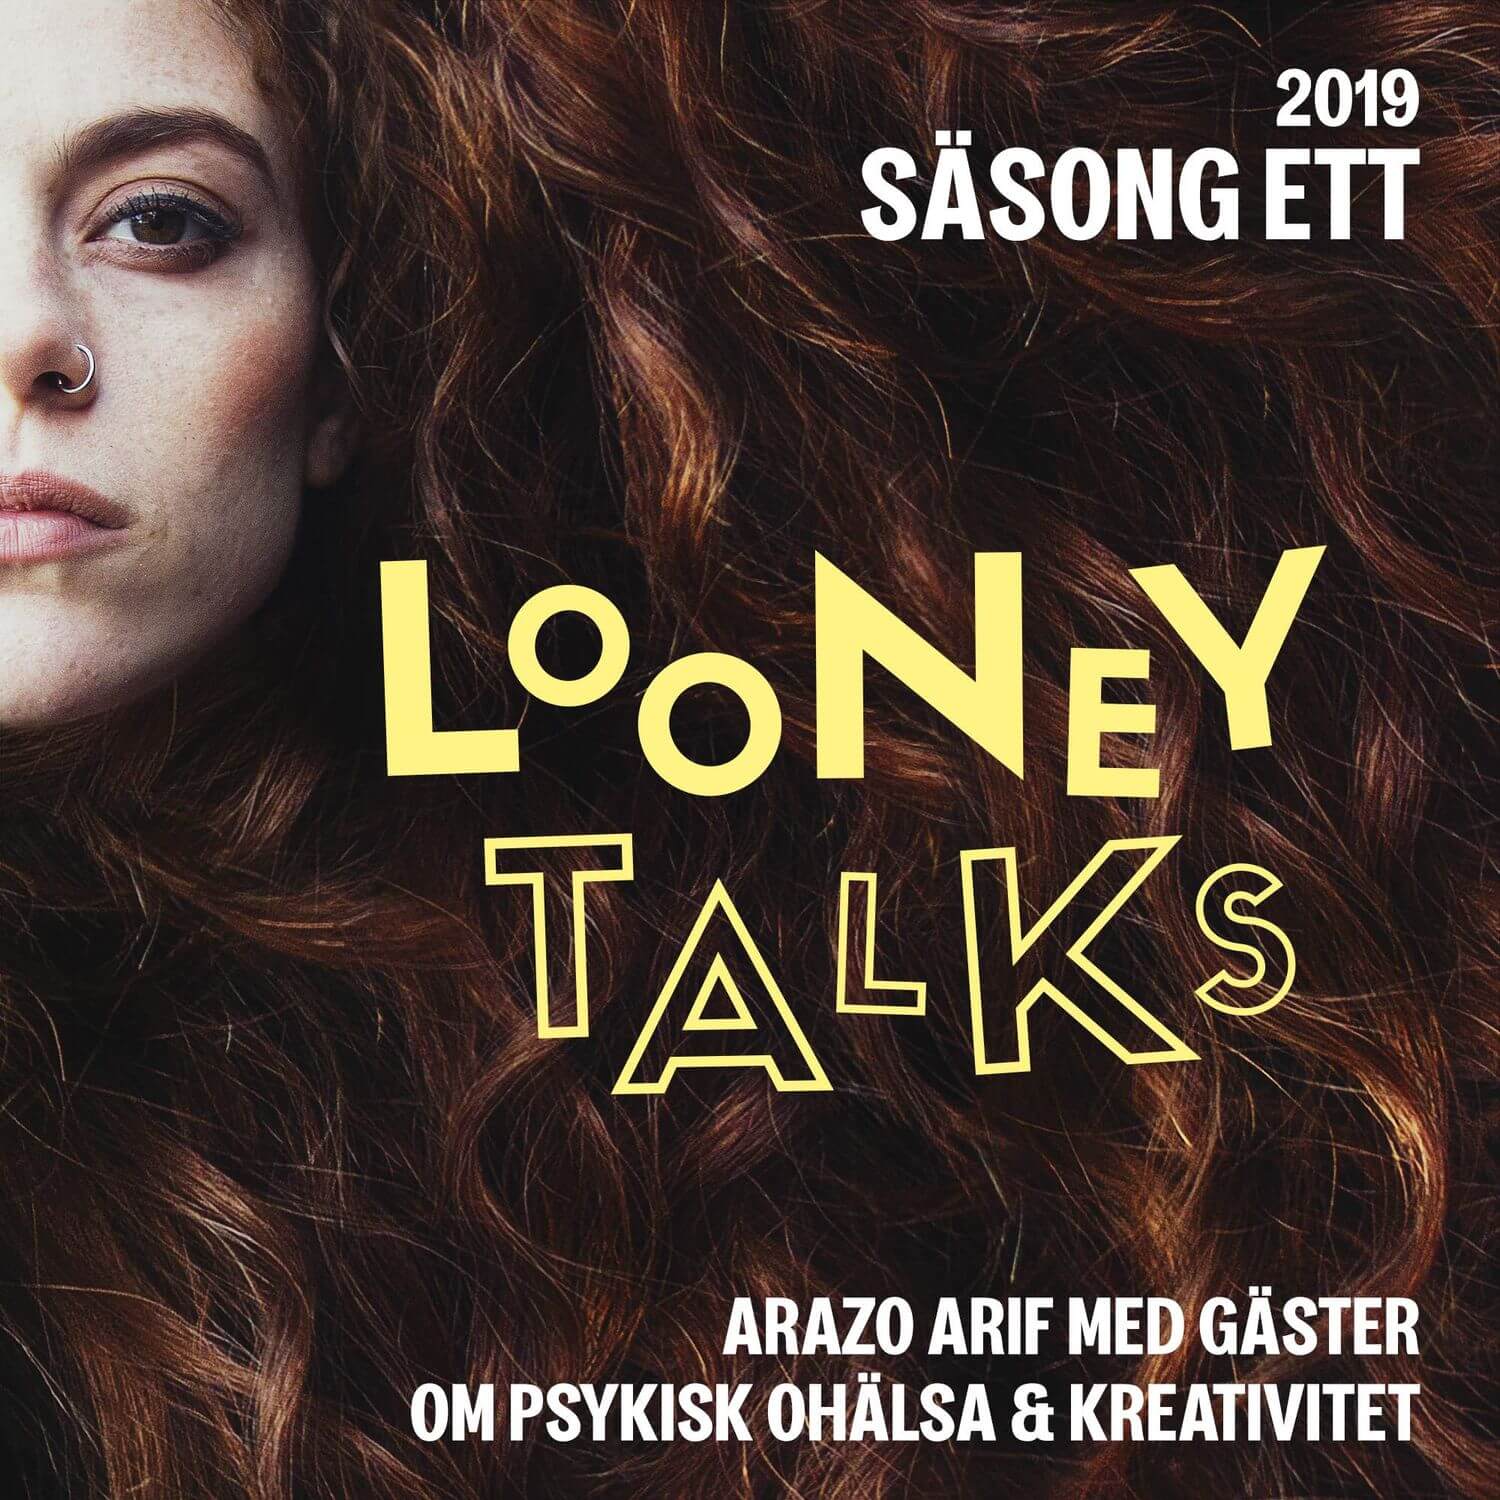 2019
SÄSONG ETT
LOONEY
TALKS
ARAZO ARIF MED GÄSTER
OM PSYKISK OHÄLSA & KREATIVITET